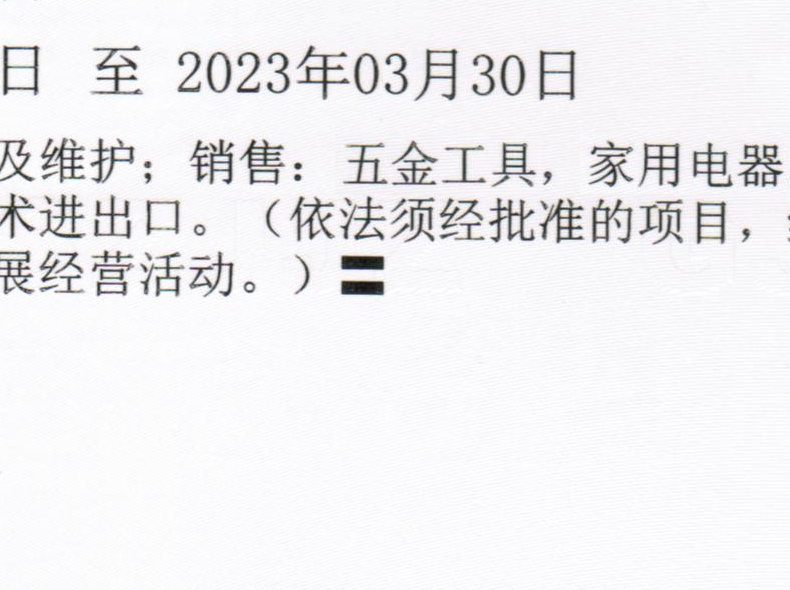 日 至 2023年03月30日
及维护；销售：五金工具，家用电器
术进出口。（依法须经批准的项目，
展经营活动。）